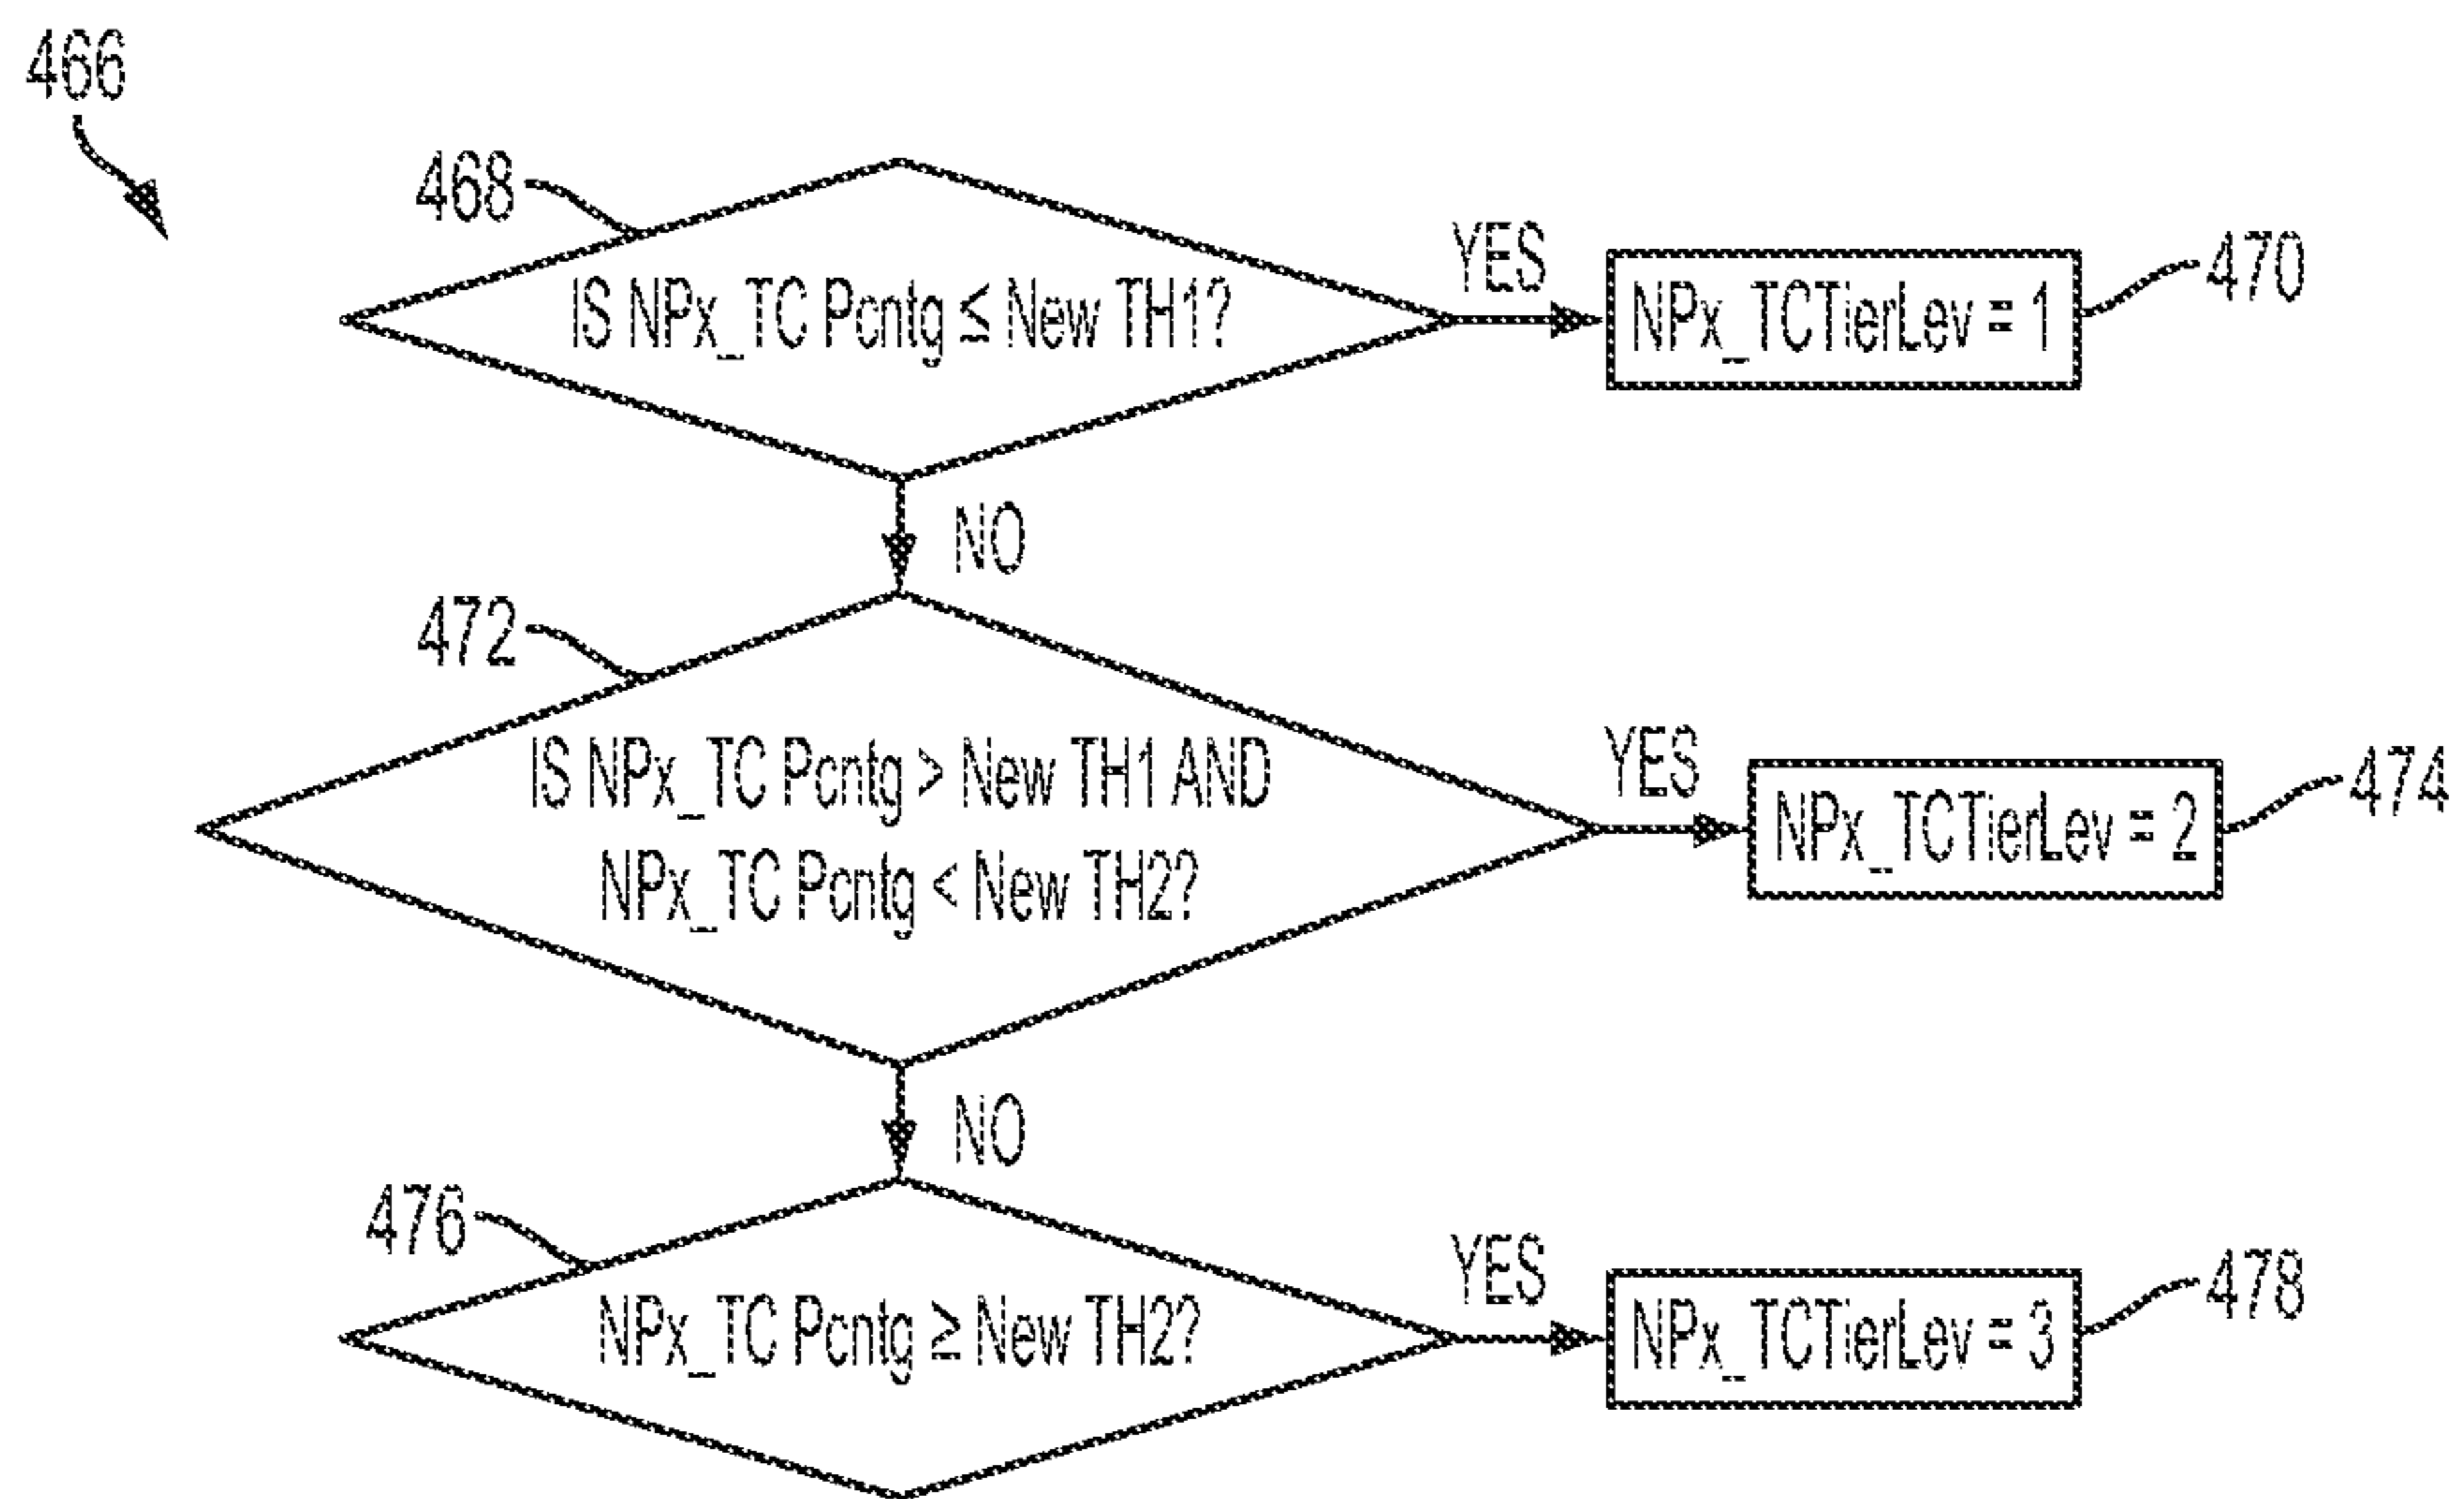 466
468
IS NPx_TC Pcntg ≤ New TH1?
YES
NPx_TCTierLev = 1
470
NO
472
IS NPx_TC Pcntg > New TH1 AND
NPx_TC Pcntg < New TH2?
YES
NPx_TCTierLev = 2
474
NO
476
NPx_TC Pcntg ≥ New TH2?
YES
NPx_TCTierLev = 3
478